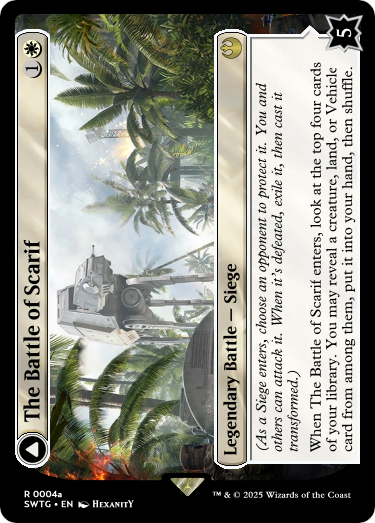 The Battle of Scarif
1
Legendary Battle — Siege
(As a Siege enters, choose an opponent to protect it. You and
others can attack it. When it's defeated, exile it, then cast it
transformed.)
When The Battle of Scarif enters, look at the top four cards
of your library. You may reveal a creature, land, or Vehicle
card from among them, put it into your hand, then shuffle.
5
R 0004a
SWTG • EN HEXANITY
™ & © 2025 Wizards of the Coast